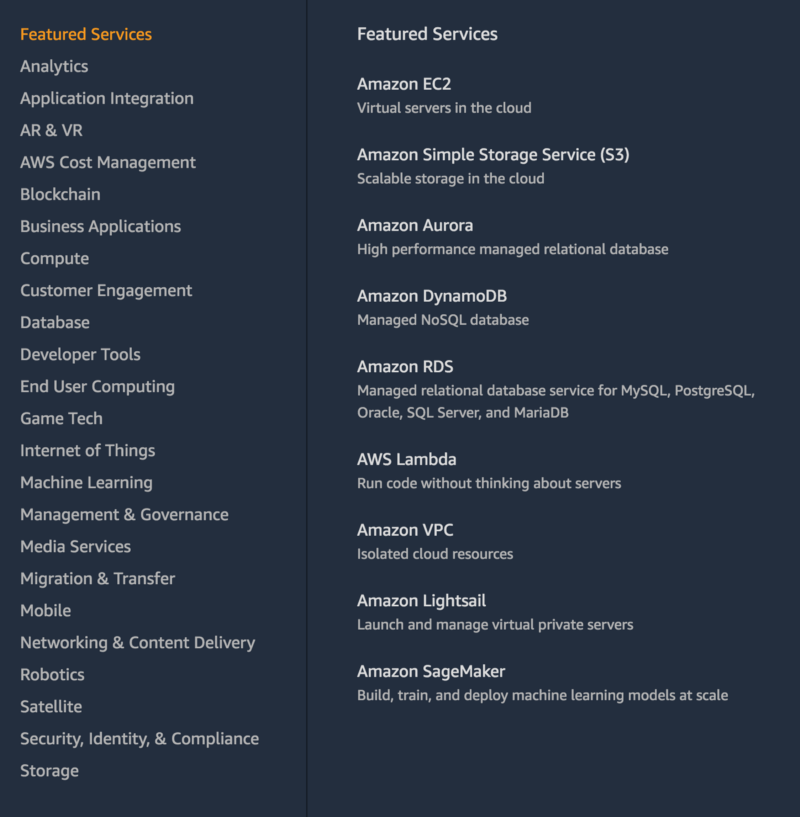 Featured Services
Analytics
Application Integration
AR & VR
AWS Cost Management
Blockchain
Business Applications
Compute
Customer Engagement
Database
Developer Tools
End User Computing
Game Tech
Internet of Things
Machine Learning
Management & Governance
Media Services
Migration & Transfer
Mobile
Networking & Content Delivery
Robotics
Satellite
Security, Identity, & Compliance
Storage
Featured Services
Amazon EC2
Virtual servers in the cloud
Amazon Simple Storage Service (S3)
Scalable storage in the cloud
Amazon Aurora
High performance managed relational database
Amazon DynamoDB
Managed NoSQL database
Amazon RDS
Managed relational database service for MySQL, PostgreSQL,
Oracle, SQL Server, and MariaDB
AWS Lambda
Run code without thinking about servers
Amazon VPC
Isolated cloud resources
Amazon Lightsail
Launch and manage virtual private servers
Amazon SageMaker
Build, train, and deploy machine learning models at scale